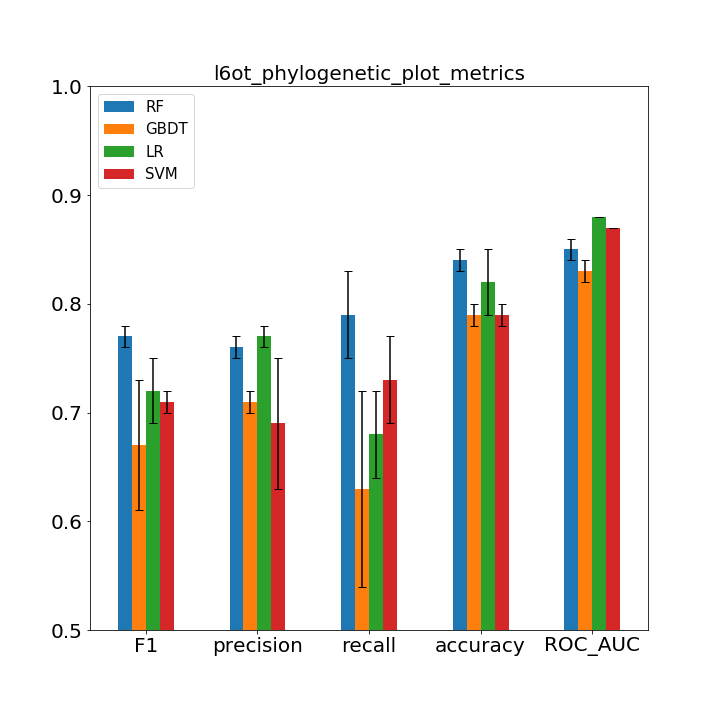 l6ot_phylogenetic_plot_metrics
1.0
RF
GBDT
LR
SVM
0.9
0.8
0.7
0.6
0.5
F1 precision recall accuracy ROC_AUC